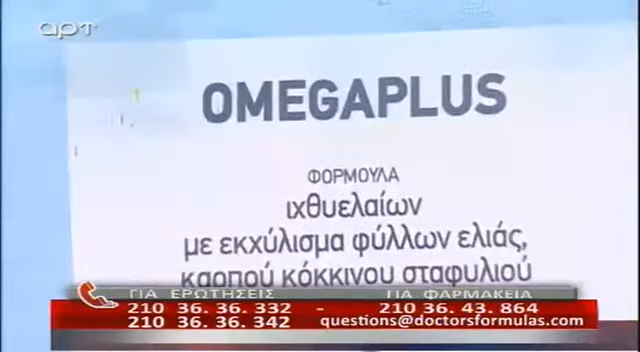 αρτ
OMEGAPLUS
ΦΟΡΜΟΥΛΑ
ιχθυελαίων
με εκχύλισμα φύλλων ελιάς,
καρπού κόκκινου σταφυλιού
ΓΙΑ ΕΡΩΤΗΣΕΙΣ ΓΙΑ ΦΑΡΜΑΚΕΙΑ
210 36. 36. 332 - 210 36. 43. 864
210 36. 36. 342 questions@doctorsformulas.com